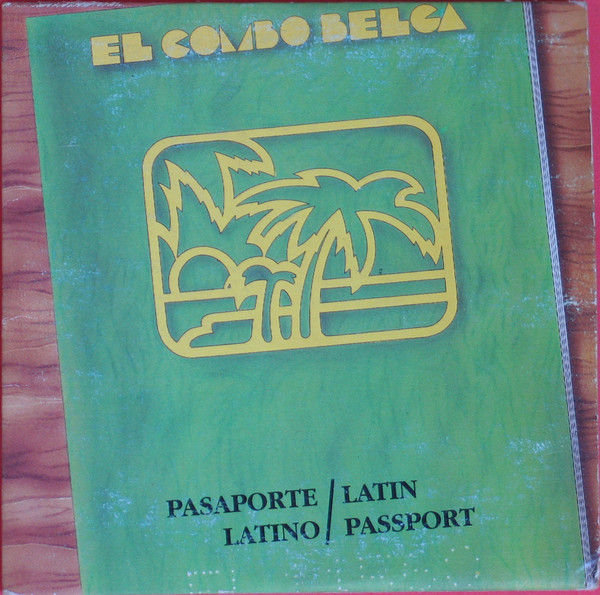 EL COMBO BELGA
PASAPORTE / LATIN
LATINO / PASSPORT